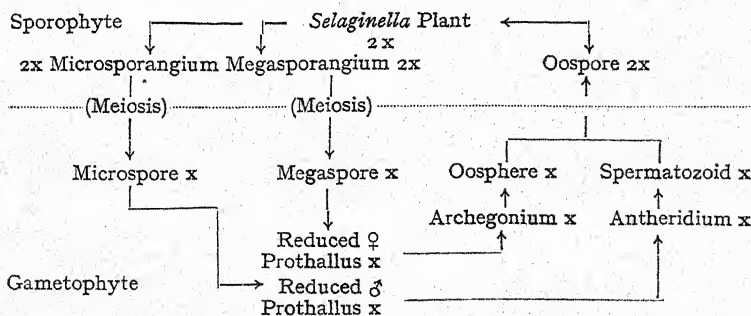 Sporophyte Selaginella Plant
2x
2x Microsporangium Megasporangium 2x Oospore 2x
(Meiosis) (Meiosis)
Microspore x Megaspore x Oosphere x Spermatozoid x
Archegonium x Antheridium x
Reduced ♀
Prothallus x
Gametophyte Reduced ♂
Prothallus x